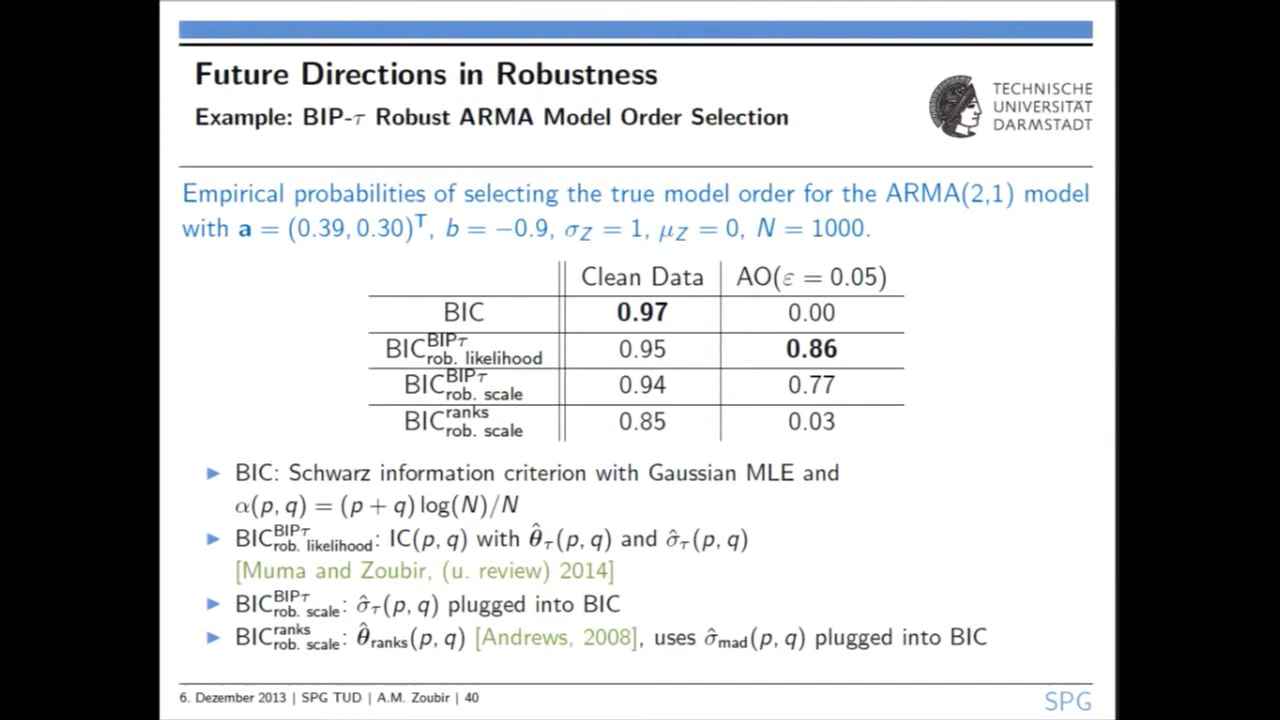 Future Directions in Robustness
Example: BIP-τ Robust ARMA Model Order Selection
TECHNISCHE
UNIVERSITÄT
DARMSTADT
Empirical probabilities of selecting the true model order for the ARMA(2,1) model
with a = (0.39, 0.30)ᵀ, b = −0.9, σ_Z = 1, μ_Z = 0, N = 1000.
Clean Data AO(ε = 0.05)
BIC 0.97 0.00
BIC^{BIPτ}_{rob. likelihood} 0.95 0.86
BIC^{BIPτ}_{rob. scale} 0.94 0.77
BIC^{ranks}_{rob. scale} 0.85 0.03
► BIC: Schwarz information criterion with Gaussian MLE and
α(p, q) = (p + q) log(N)/N
► BIC^{BIPτ}_{rob. likelihood}: IC(p, q) with θ̂_τ(p, q) and σ̂_τ(p, q)
[Muma and Zoubir, (u. review) 2014]
► BIC^{BIPτ}_{rob. scale}: σ̂_τ(p, q) plugged into BIC
► BIC^{ranks}_{rob. scale}: θ̂_{ranks}(p, q) [Andrews, 2008], uses σ̂_{mad}(p, q) plugged into BIC
6. Dezember 2013 | SPG TUD | A.M. Zoubir | 40
SPG